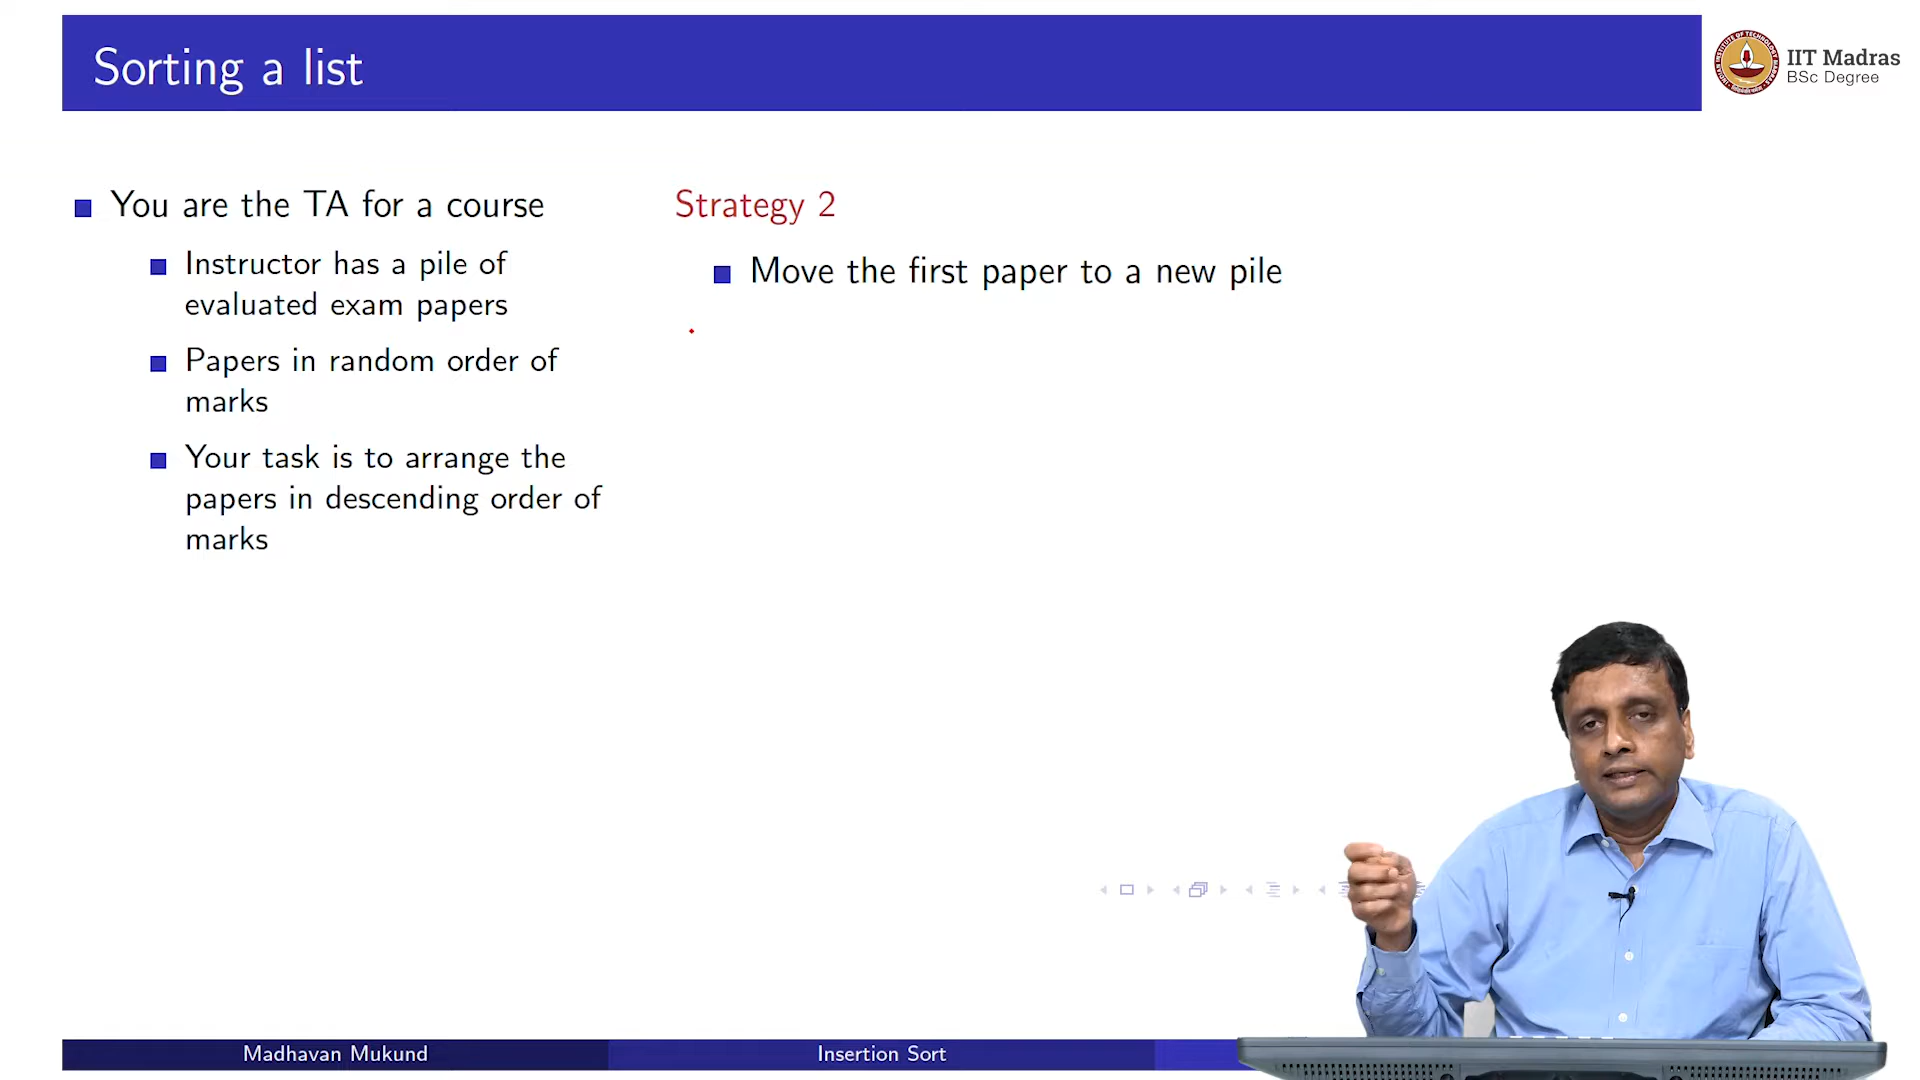 Sorting a list
IIT Madras
BSc Degree
You are the TA for a course
Instructor has a pile of
evaluated exam papers
Papers in random order of
marks
Your task is to arrange the
papers in descending order of
marks
Strategy 2
Move the first paper to a new pile
Madhavan Mukund
Insertion Sort